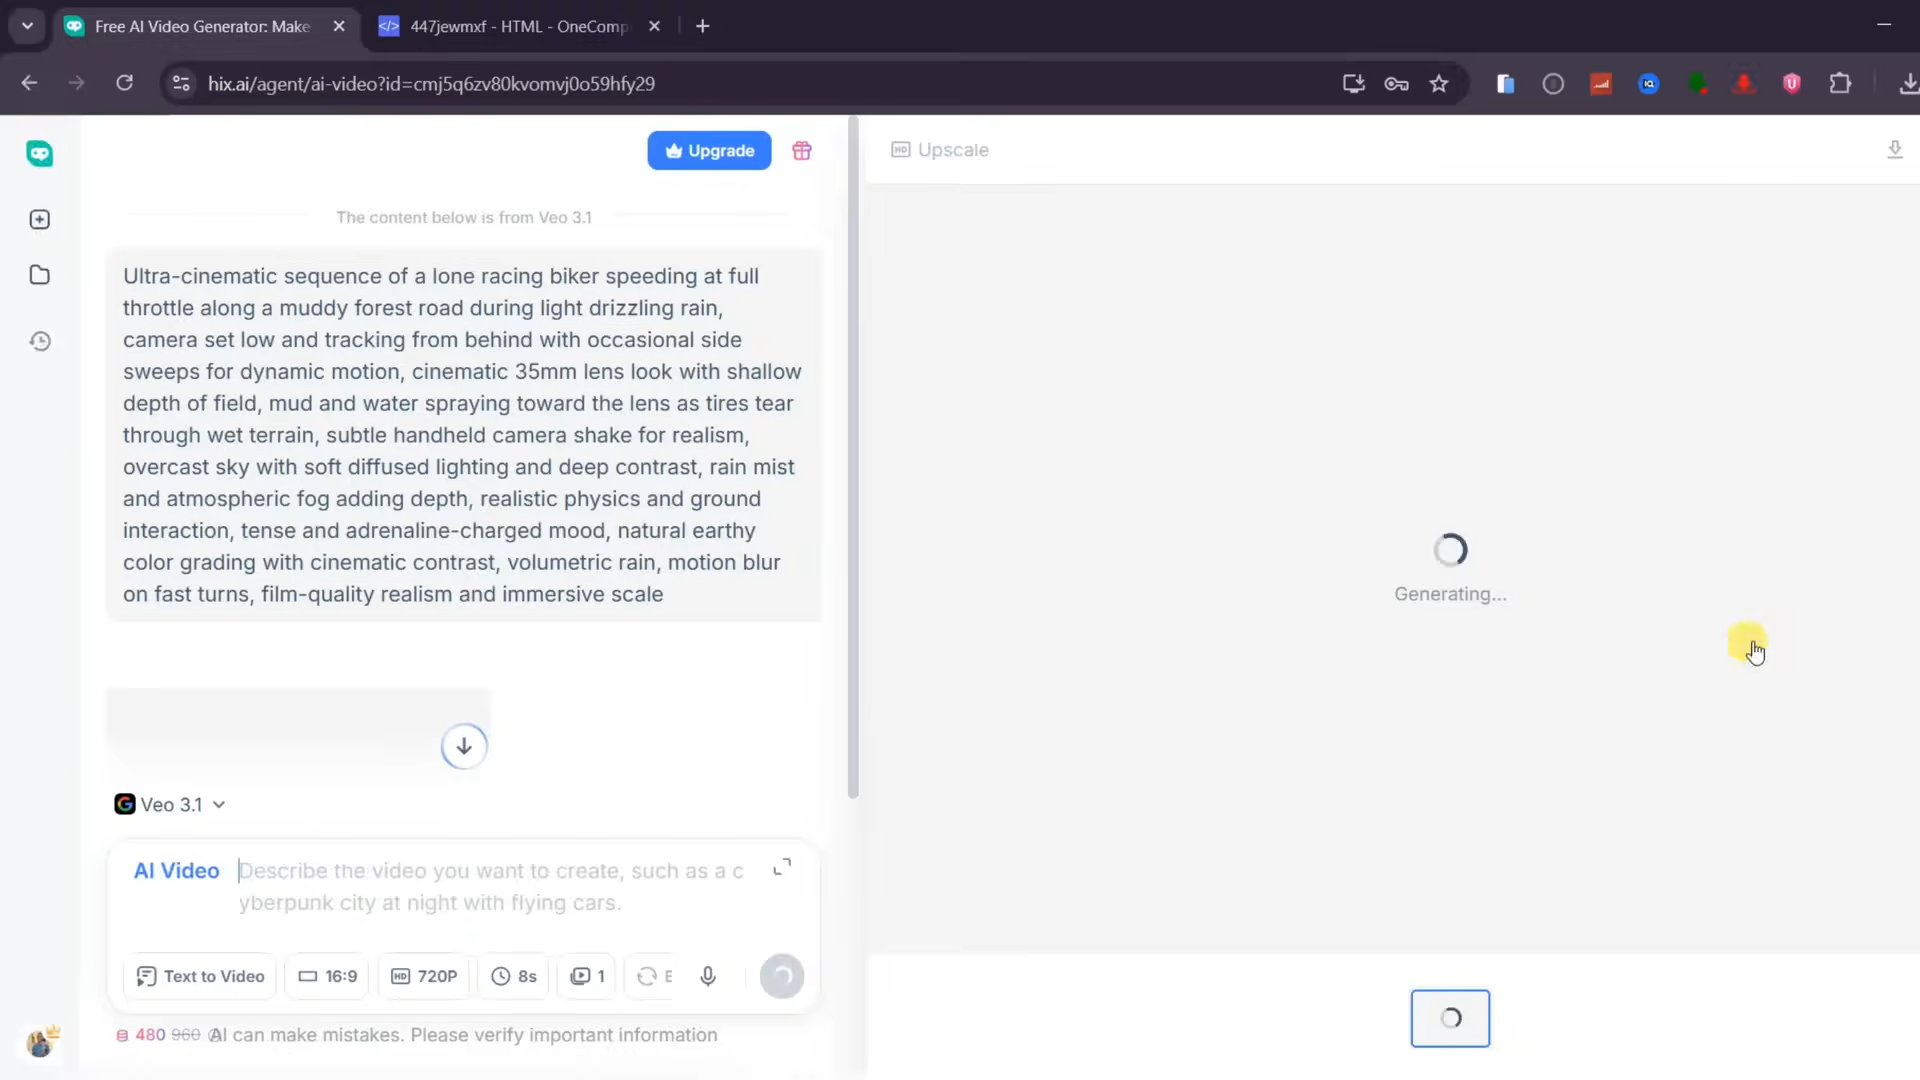 Free AI Video Generator: Make
447jewmxf - HTML - OneComp
hix.ai/agent/ai-video?id=cmj5q6zv80kvomvj0o59hfy29
Upgrade
HD Upscale
The content below is from Veo 3.1
Ultra-cinematic sequence of a lone racing biker speeding at full
throttle along a muddy forest road during light drizzling rain,
camera set low and tracking from behind with occasional side
sweeps for dynamic motion, cinematic 35mm lens look with shallow
depth of field, mud and water spraying toward the lens as tires tear
through wet terrain, subtle handheld camera shake for realism,
overcast sky with soft diffused lighting and deep contrast, rain mist
and atmospheric fog adding depth, realistic physics and ground
interaction, tense and adrenaline-charged mood, natural earthy
color grading with cinematic contrast, volumetric rain, motion blur
on fast turns, film-quality realism and immersive scale
Generating...
Veo 3.1
AI Video Describe the video you want to create, such as a c
yberpunk city at night with flying cars.
Text to Video 16:9 HD 720P 8s 1
480 960 AI can make mistakes. Please verify important information